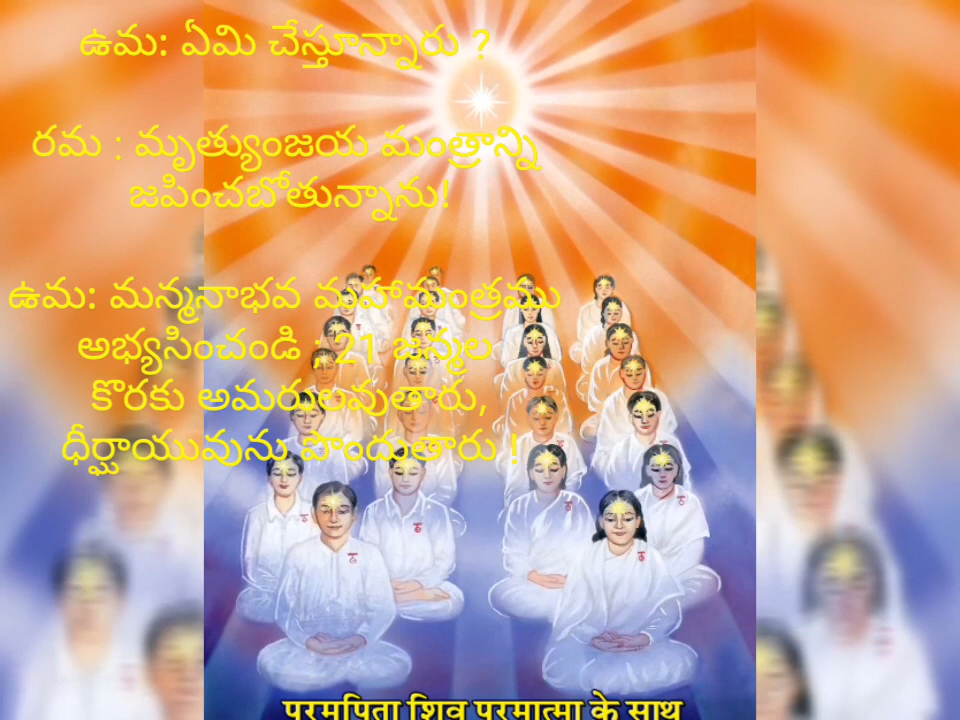 ఉమ: ఏమి చేస్తూన్నారు ?
రమ : మృత్యుంజయ మంత్రాన్ని
జపించబోతున్నాను!
ఉమ: మన్మనాభవ మహామంత్రము
అభ్యసించండి ; 21 జన్మల
కొరకు అమరులవుతారు,
ధీర్ఘాయువును పొందుతారు !
परमपिता शिव परमात्मा के साथ